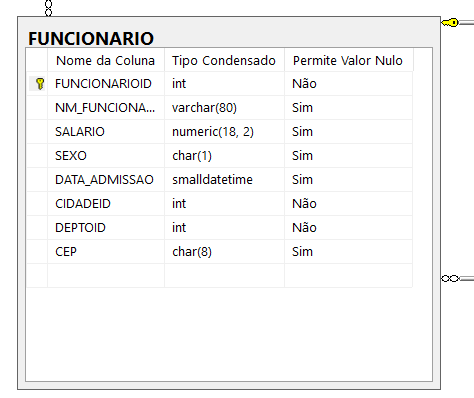 FUNCIONARIO
Nome da Coluna Tipo Condensado Permite Valor Nulo
FUNCIONARIOID int Não
NM_FUNCIONA... varchar(80) Sim
SALARIO numeric(18, 2) Sim
SEXO char(1) Sim
DATA_ADMISSAO smalldatetime Sim
CIDADEID int Não
DEPTOID int Não
CEP char(8) Sim